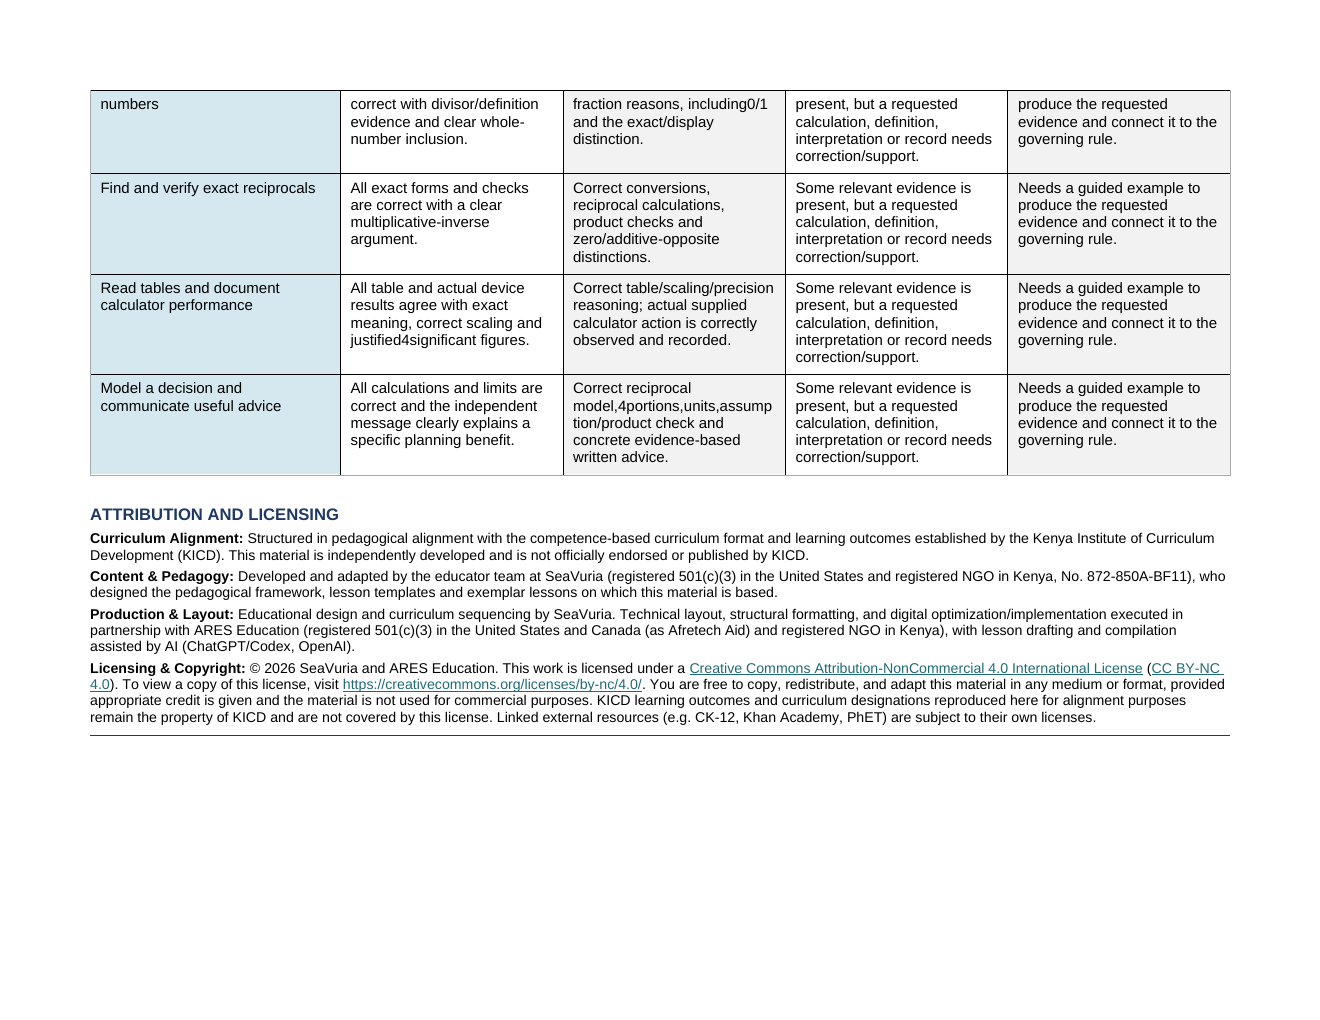 numbers
correct with divisor/definition
evidence and clear whole-
number inclusion.
fraction reasons, including0/1
and the exact/display
distinction.
present, but a requested
calculation, definition,
interpretation or record needs
correction/support.
produce the requested
evidence and connect it to the
governing rule.
Find and verify exact reciprocals
All exact forms and checks
are correct with a clear
multiplicative-inverse
argument.
Correct conversions,
reciprocal calculations,
product checks and
zero/additive-opposite
distinctions.
Some relevant evidence is
present, but a requested
calculation, definition,
interpretation or record needs
correction/support.
Needs a guided example to
produce the requested
evidence and connect it to the
governing rule.
Read tables and document
calculator performance
All table and actual device
results agree with exact
meaning, correct scaling and
justified4significant figures.
Correct table/scaling/precision
reasoning; actual supplied
calculator action is correctly
observed and recorded.
Some relevant evidence is
present, but a requested
calculation, definition,
interpretation or record needs
correction/support.
Needs a guided example to
produce the requested
evidence and connect it to the
governing rule.
Model a decision and
communicate useful advice
All calculations and limits are
correct and the independent
message clearly explains a
specific planning benefit.
Correct reciprocal
model,4portions,units,assump
tion/product check and
concrete evidence-based
written advice.
Some relevant evidence is
present, but a requested
calculation, definition,
interpretation or record needs
correction/support.
Needs a guided example to
produce the requested
evidence and connect it to the
governing rule.
ATTRIBUTION AND LICENSING
Curriculum Alignment: Structured in pedagogical alignment with the competence-based curriculum format and learning outcomes established by the Kenya Institute of Curriculum
Development (KICD). This material is independently developed and is not officially endorsed or published by KICD.
Content & Pedagogy: Developed and adapted by the educator team at SeaVuria (registered 501(c)(3) in the United States and registered NGO in Kenya, No. 872-850A-BF11), who
designed the pedagogical framework, lesson templates and exemplar lessons on which this material is based.
Production & Layout: Educational design and curriculum sequencing by SeaVuria. Technical layout, structural formatting, and digital optimization/implementation executed in
partnership with ARES Education (registered 501(c)(3) in the United States and Canada (as Afretech Aid) and registered NGO in Kenya), with lesson drafting and compilation
assisted by AI (ChatGPT/Codex, OpenAI).
Licensing & Copyright: © 2026 SeaVuria and ARES Education. This work is licensed under a Creative Commons Attribution-NonCommercial 4.0 International License (CC BY-NC
4.0). To view a copy of this license, visit https://creativecommons.org/licenses/by-nc/4.0/. You are free to copy, redistribute, and adapt this material in any medium or format, provided
appropriate credit is given and the material is not used for commercial purposes. KICD learning outcomes and curriculum designations reproduced here for alignment purposes
remain the property of KICD and are not covered by this license. Linked external resources (e.g. CK-12, Khan Academy, PhET) are subject to their own licenses.